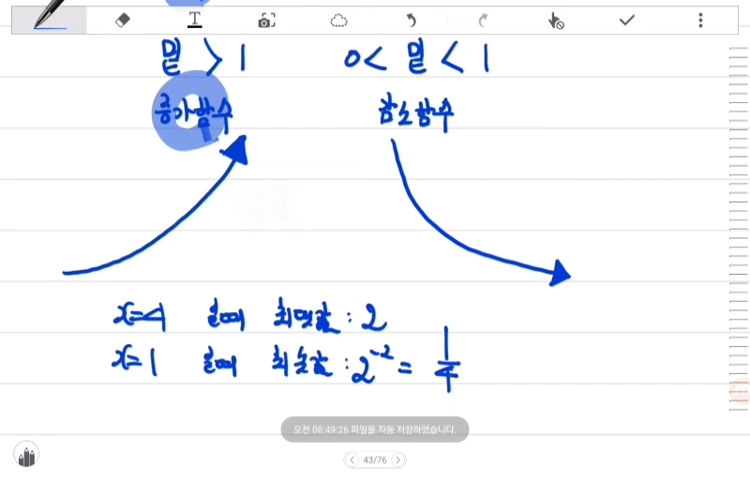 T
밑 > 1 0 < 밑 < 1
증가함수 감소함수
x=4 일때 최댓값 : 2
x=1 일때 최솟값 : 2⁻² = 1/4
오전 08:49:26 파일을 자동 저장하였습니다.
< 43/76 >